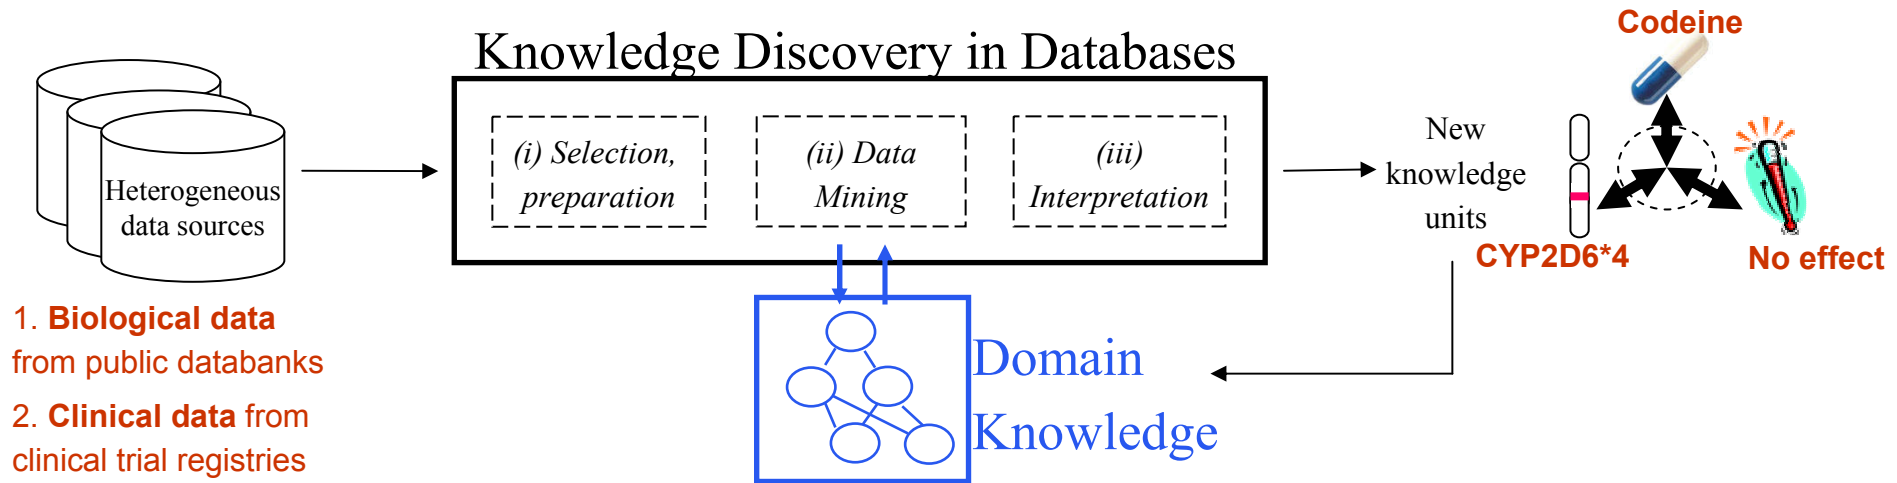 Knowledge Discovery in Databases
Heterogeneous
data sources
1. Biological data
from public databanks
2. Clinical data from
clinical trial registries
(i) Selection,
preparation
(ii) Data
Mining
(iii)
Interpretation
Domain
Knowledge
New
knowledge
units
Codeine
CYP2D6*4
No effect